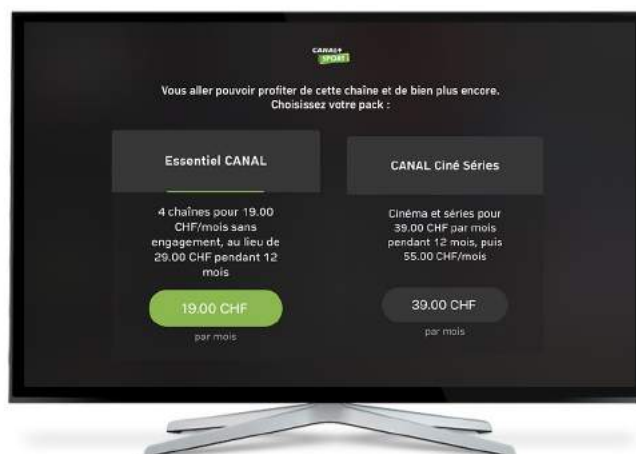 CANAL+
SPORT
Vous aller pouvoir profiter de cette chaîne et de bien plus encore.
Choisissez votre pack :
Essentiel CANAL
4 chaînes pour 19.00
CHF/mois sans
engagement, au lieu de
29.00 CHF pendant 12
mois
19.00 CHF
par mois
CANAL Ciné Séries
Cinéma et séries pour
39.00 CHF par mois
pendant 12 mois, puis
55.00 CHF/mois
39.00 CHF
par mois